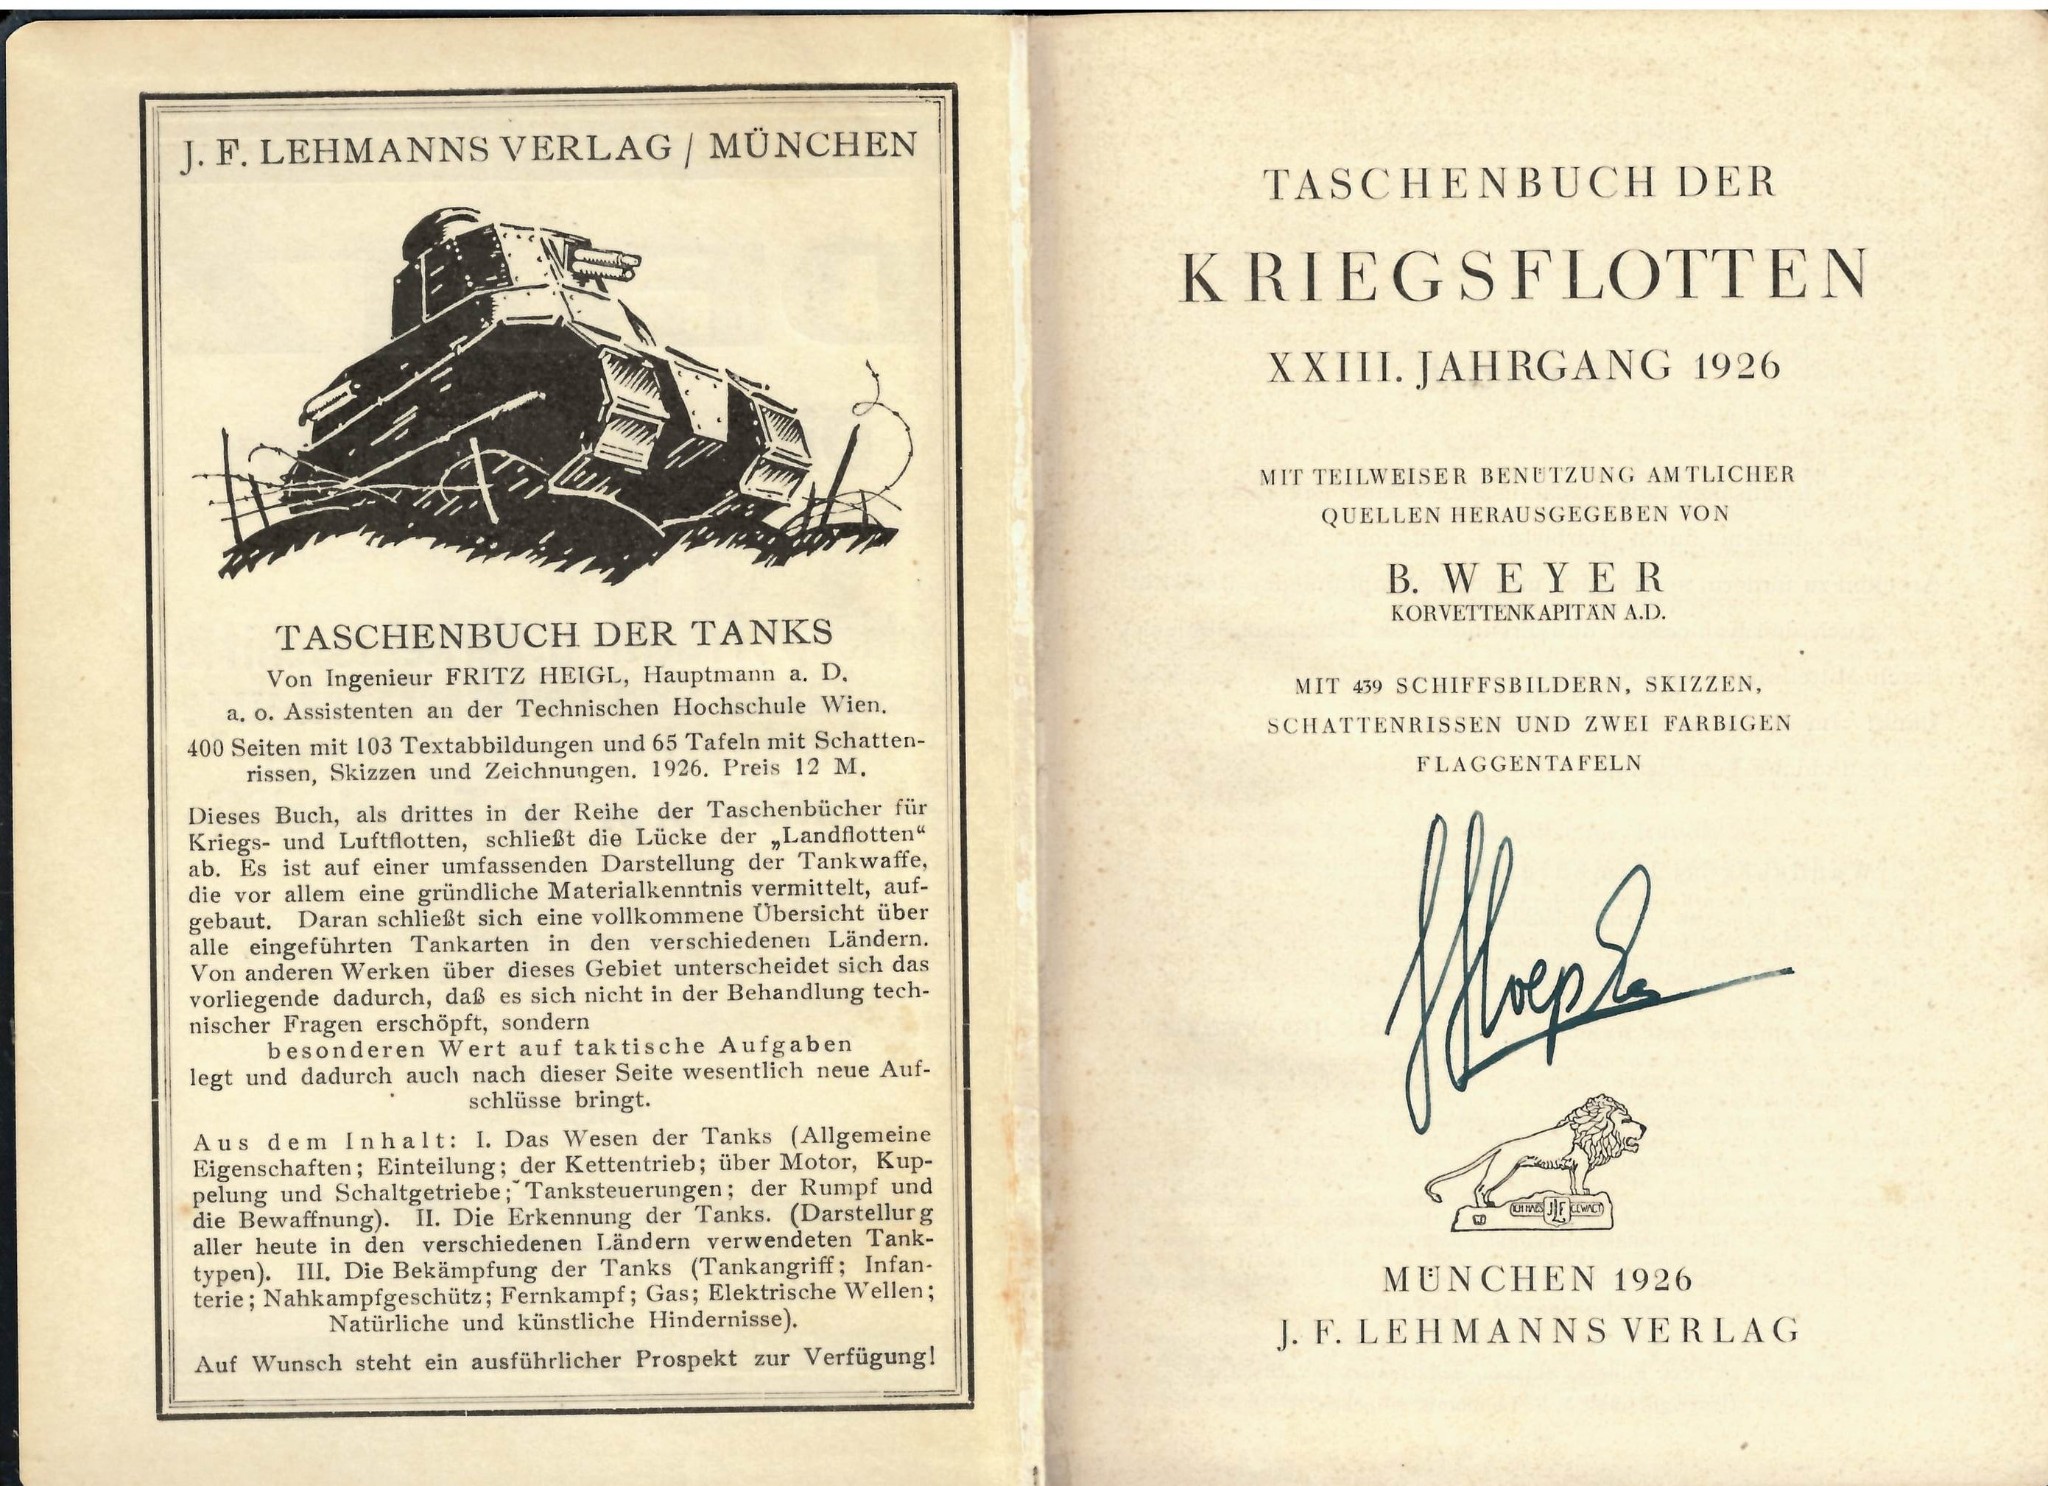 J. F. LEHMANNS VERLAG / MÜNCHEN
TASCHENBUCH DER TANKS
Von Ingenieur FRITZ HEIGL, Hauptmann a. D.
a. o. Assistenten an der Technischen Hochschule Wien.
400 Seiten mit 103 Textabbildungen und 65 Tafeln mit Schatten-
rissen, Skizzen und Zeichnungen. 1926. Preis 12 M.
Dieses Buch, als drittes in der Reihe der Taschenbücher für
Kriegs- und Luftflotten, schließt die Lücke der „Landflotten“
ab. Es ist auf einer umfassenden Darstellung der Tankwaffe,
die vor allem eine gründliche Materialkenntnis vermittelt, auf-
gebaut. Daran schließt sich eine vollkommene Übersicht über
alle eingeführten Tankarten in den verschiedenen Ländern.
Von anderen Werken über dieses Gebiet unterscheidet sich das
vorliegende dadurch, daß es sich nicht in der Behandlung tech-
nischer Fragen erschöpft, sondern
besonderen Wert auf taktische Aufgaben
legt und dadurch auch nach dieser Seite wesentlich neue Auf-
schlüsse bringt.
Aus dem Inhalt: I. Das Wesen der Tanks (Allgemeine
Eigenschaften; Einteilung; der Kettentrieb; über Motor, Kup-
pelung und Schaltgetriebe; Tanksteuerungen; der Rumpf und
die Bewaffnung). II. Die Erkennung der Tanks. (Darstellurg
aller heute in den verschiedenen Ländern verwendeten Tank-
typen). III. Die Bekämpfung der Tanks (Tankangriff; Infan-
terie; Nahkampfgeschütz; Fernkampf; Gas; Elektrische Wellen;
Natürliche und künstliche Hindernisse).
Auf Wunsch steht ein ausführlicher Prospekt zur Verfügung!
TASCHENBUCH DER
KRIEGSFLOTTEN
XXIII. JAHRGANG 1926
MIT TEILWEISER BENÜTZUNG AMTLICHER
QUELLEN HERAUSGEGEBEN VON
B. WEYER
KORVETTENKAPITÄN A.D.
MIT 439 SCHIFFSBILDERN, SKIZZEN,
SCHATTENRISSEN UND ZWEI FARBIGEN
FLAGGENTAFELN
ICH HABS JFL GEWAGT
MÜNCHEN 1926
J. F. LEHMANNS VERLAG